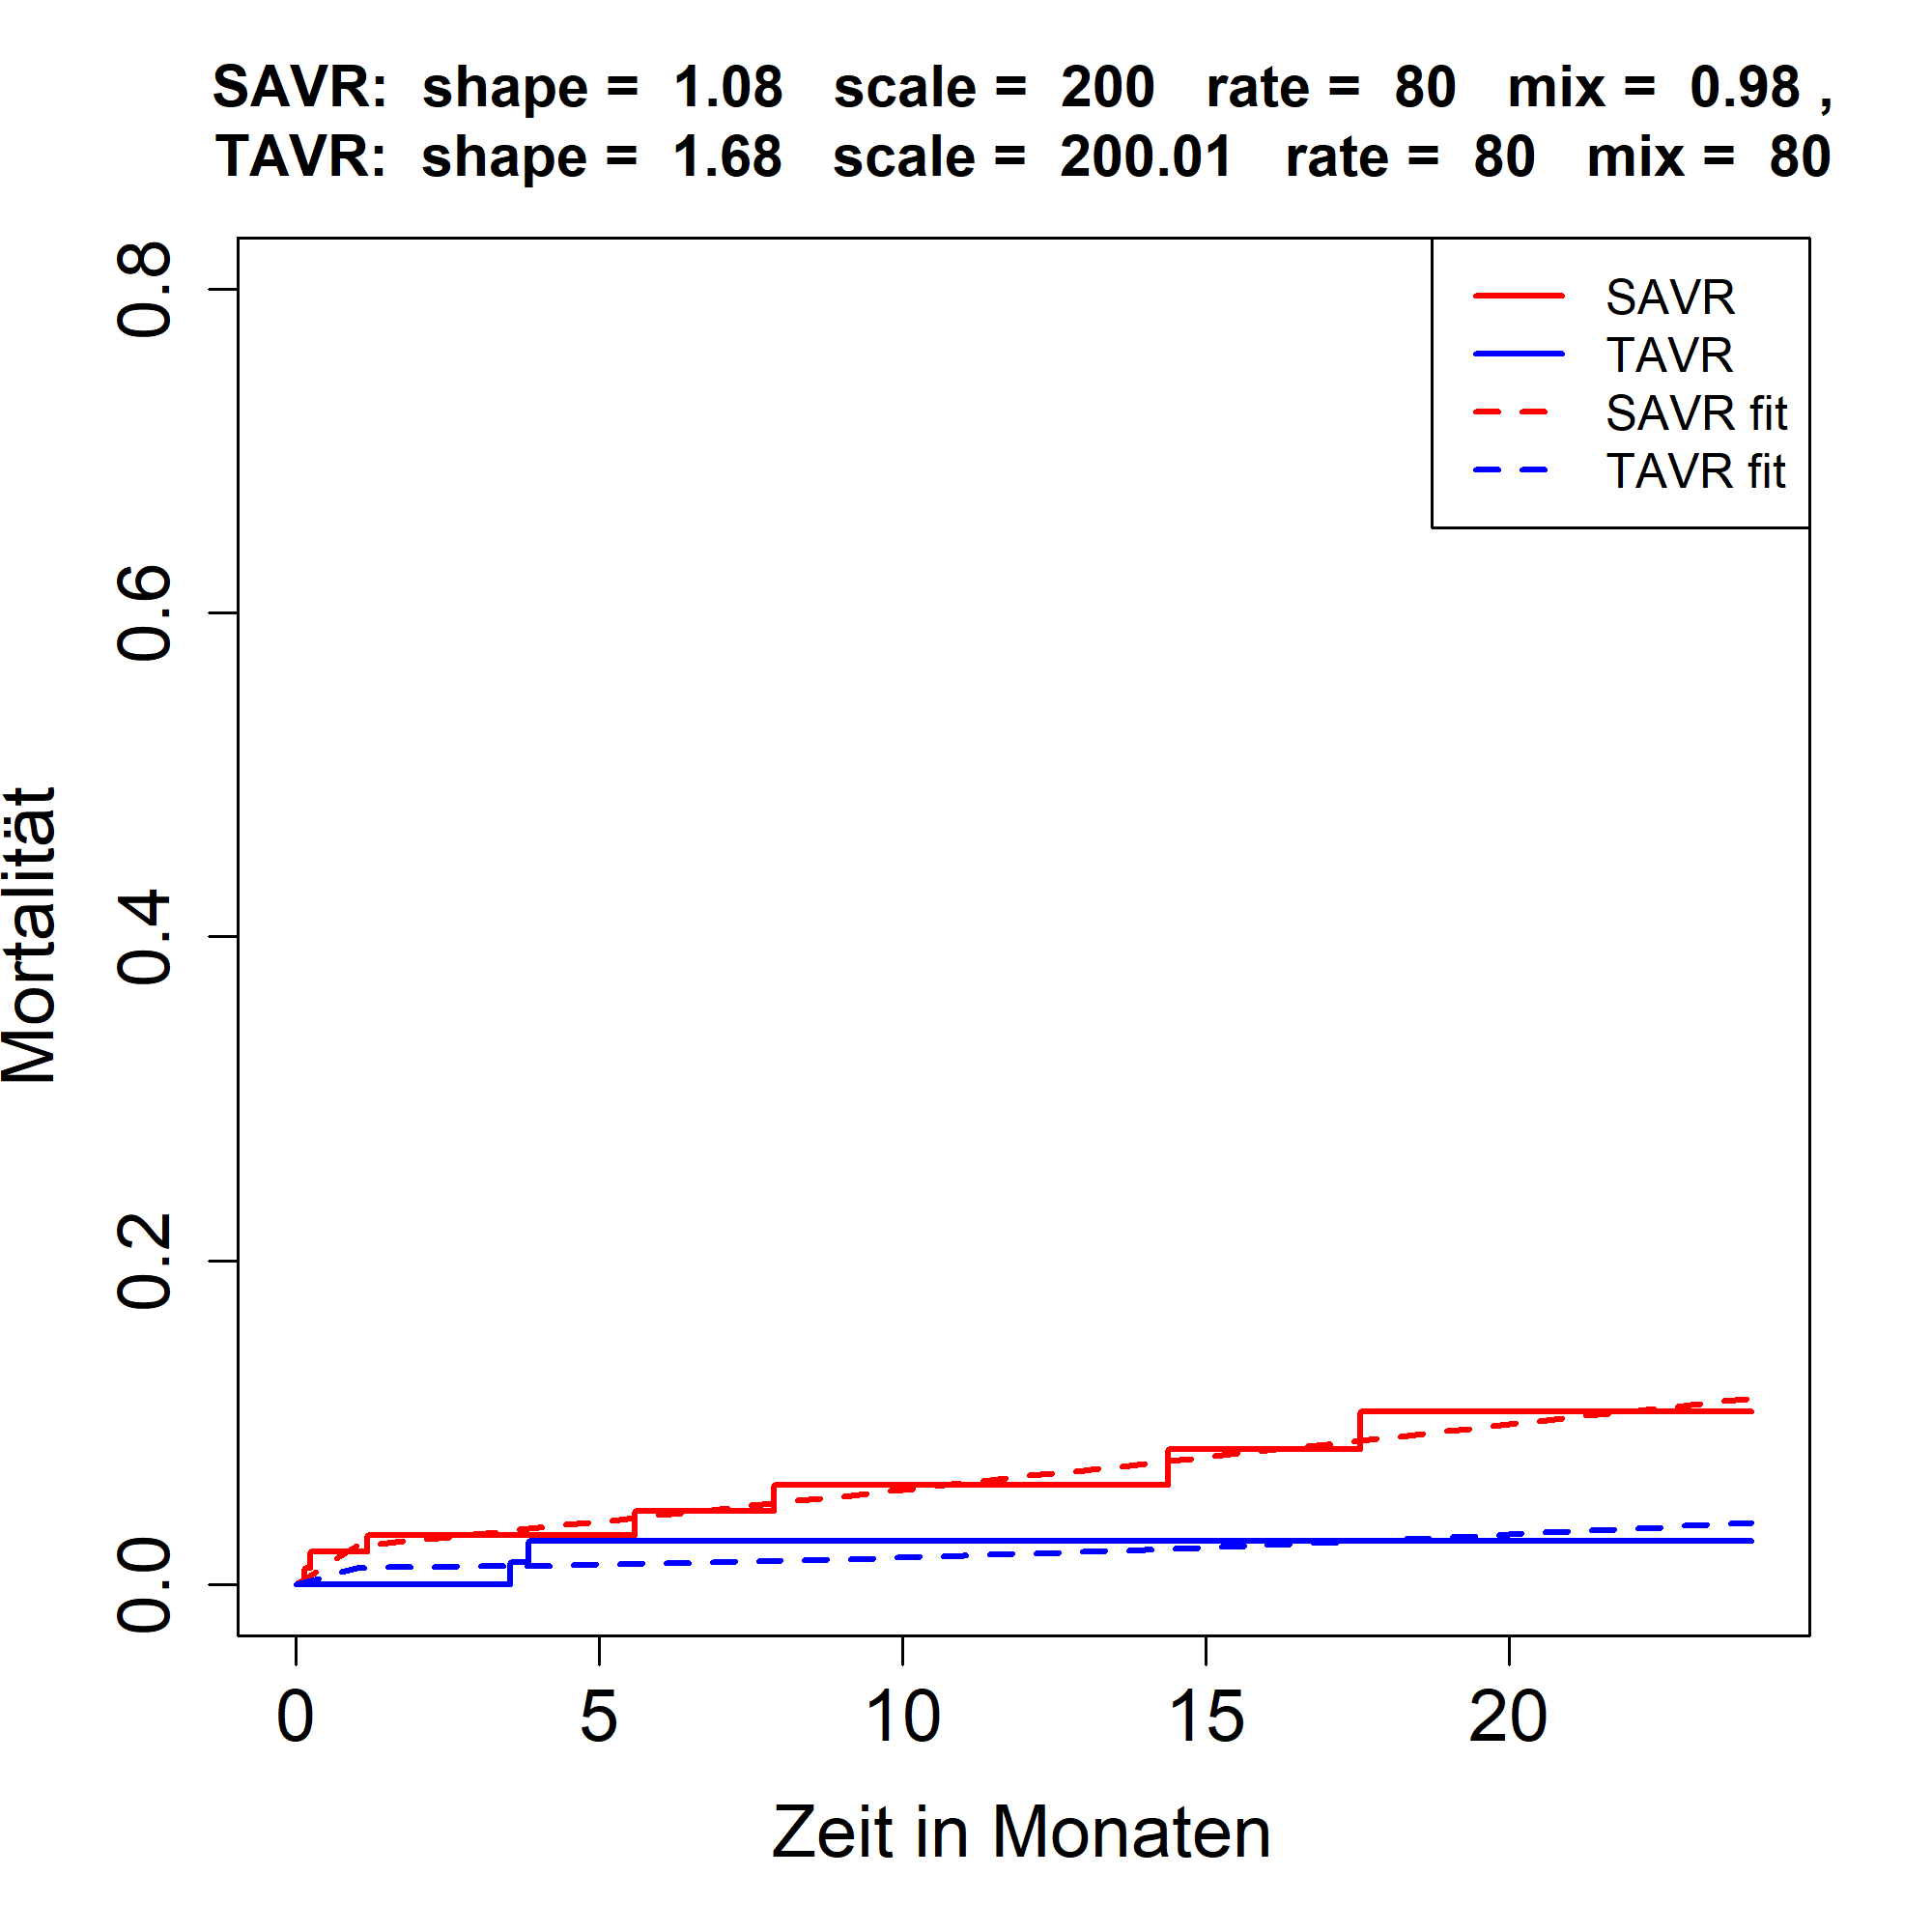 SAVR: shape = 1.08 scale = 200 rate = 80 mix = 0.98 ,
TAVR: shape = 1.68 scale = 200.01 rate = 80 mix = 80
SAVR
TAVR
SAVR fit
TAVR fit
Mortalität
0.8
0.6
0.4
0.2
0.0
0 5 10 15 20
Zeit in Monaten